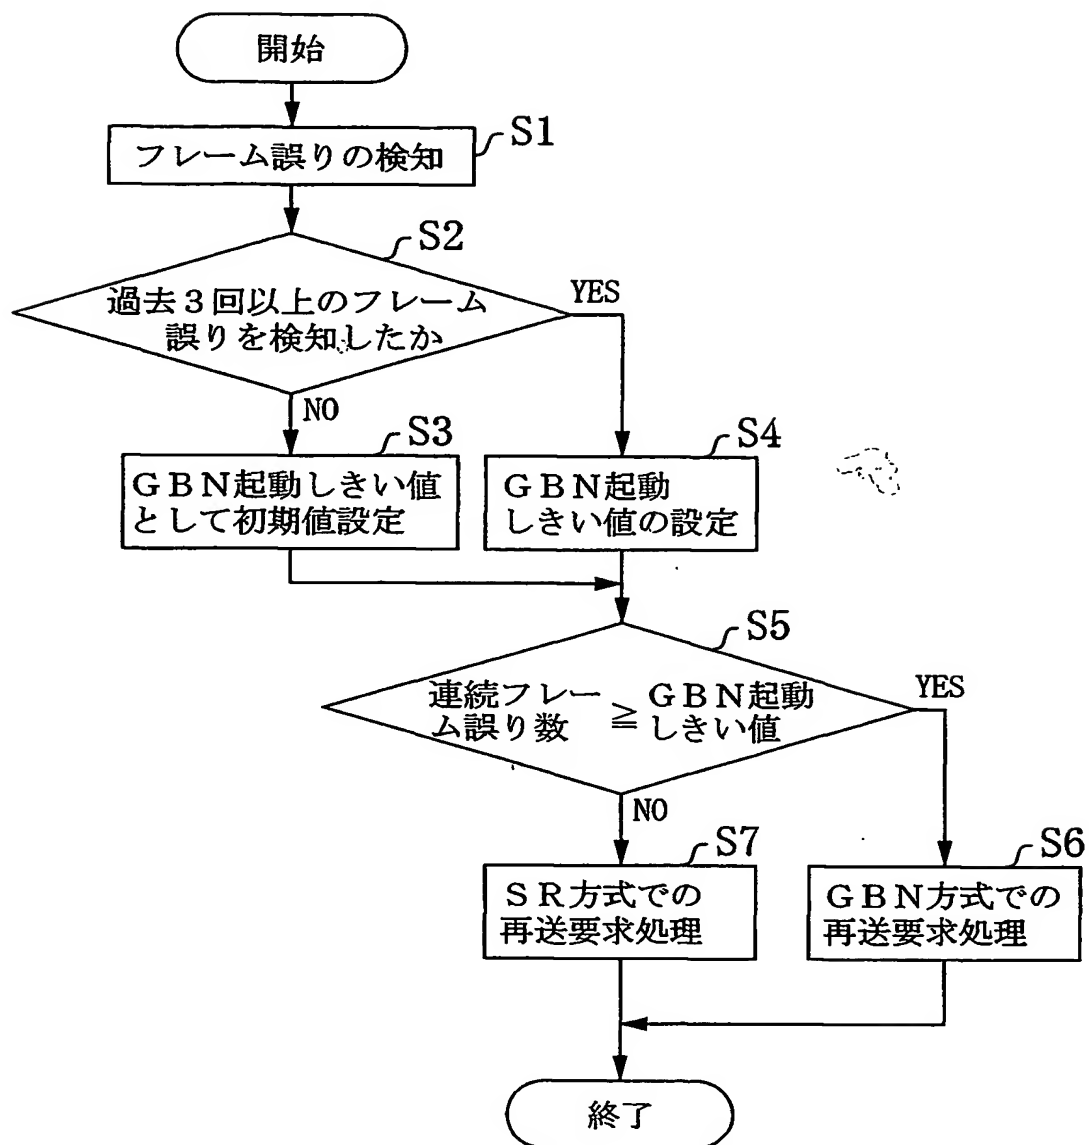 開始
フレーム誤りの検知
S1
S2
過去3回以上のフレーム
誤りを検知したか
YES
NO
S3
GBN起動しきい値
として初期値設定
S4
GBN起動
しきい値の設定
S5
連続フレー
ム誤り数
≧
GBN起動
しきい値
YES
NO
S7
SR方式での
再送要求処理
S6
GBN方式での
再送要求処理
終了